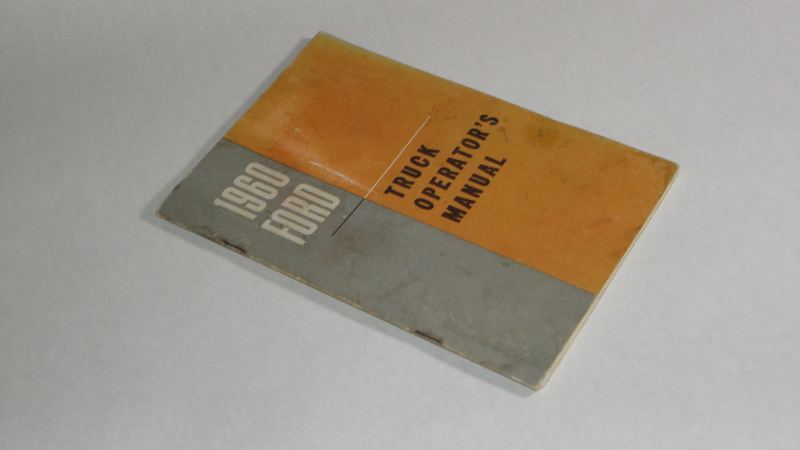 1960
FORD
TRUCK
OPERATOR'S
MANUAL